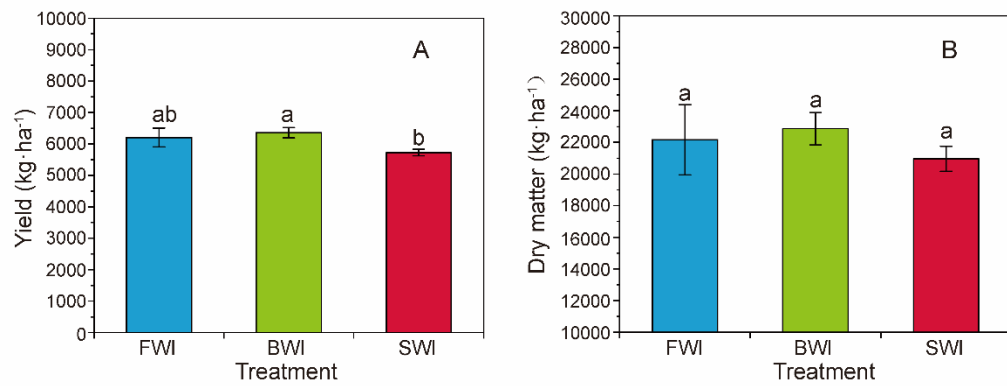 A
Yield (kg·ha⁻¹)
10000
9000
8000
7000
6000
5000
4000
3000
2000
1000
0
ab
a
b
FWI BWI SWI
Treatment
B
Dry matter (kg·ha⁻¹)
30000
28000
26000
24000
22000
20000
18000
16000
14000
12000
10000
a
a
a
FWI BWI SWI
Treatment